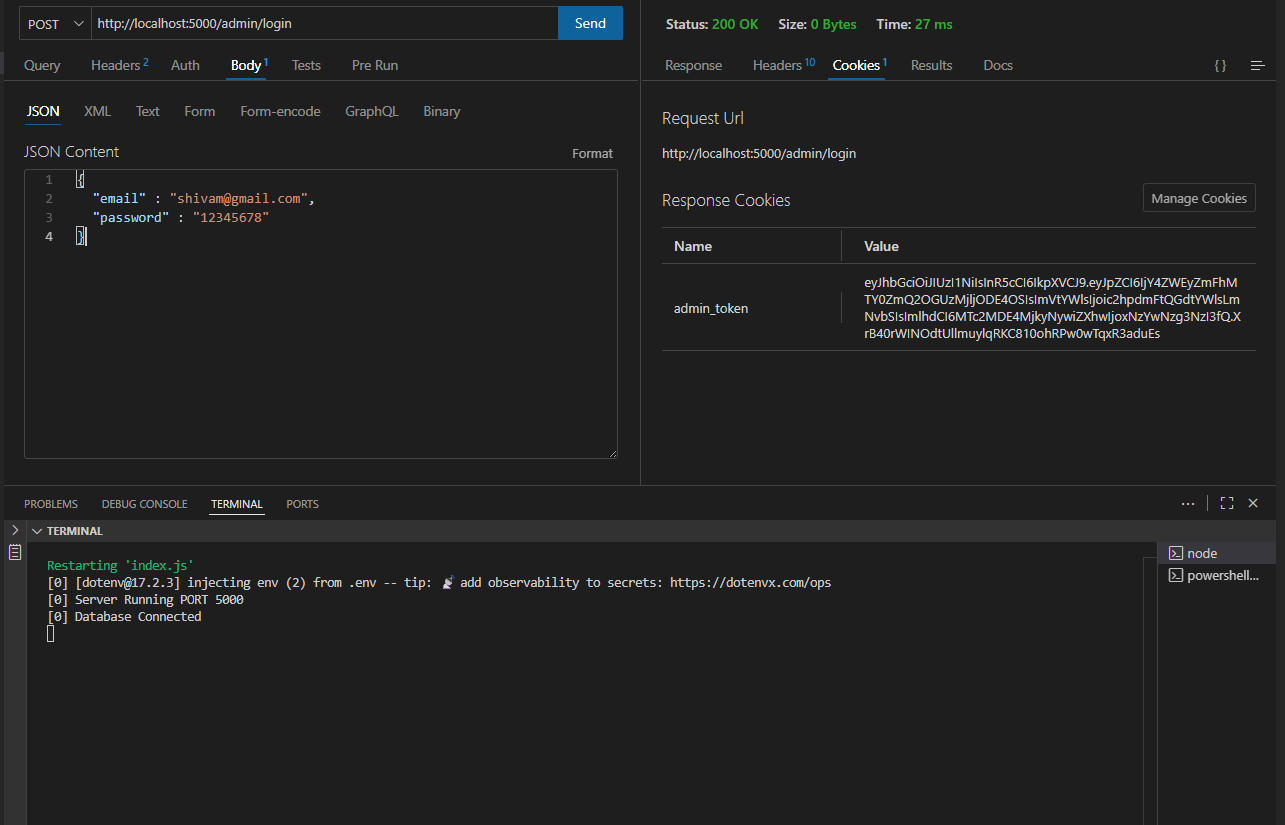 POST http://localhost:5000/admin/login Send
Query Headers 2 Auth Body 1 Tests Pre Run
JSON XML Text Form Form-encode GraphQL Binary
JSON Content Format
1 {
2 "email" : "shivam@gmail.com",
3 "password" : "12345678"
4 }
Status: 200 OK Size: 0 Bytes Time: 27 ms
Response Headers 10 Cookies 1 Results Docs { }
Request Url
http://localhost:5000/admin/login
Response Cookies Manage Cookies
Name Value
admin_token
eyJhbGciOiJIUzI1NiIsInR5cCI6IkpXVCJ9.eyJpZCI6IjY4ZWEyZmFhM
TY0ZmQ2OGUzMjljODE4OSIsImVtYWlsIjoic2hpdmFtQGdtYWlsLm
NvbSIsImlhdCI6MTc2MDE4MjkyNywiZXhwIjoxNzYwNzg3NzI3fQ.X
rB40rWINOdtUllmuylqRKC810ohRPw0wTqxR3aduEs
PROBLEMS DEBUG CONSOLE TERMINAL PORTS
TERMINAL
Restarting 'index.js'
[0] [dotenv@17.2.3] injecting env (2) from .env -- tip: 📡 add observability to secrets: https://dotenvx.com/ops
[0] Server Running PORT 5000
[0] Database Connected
node
powershell...